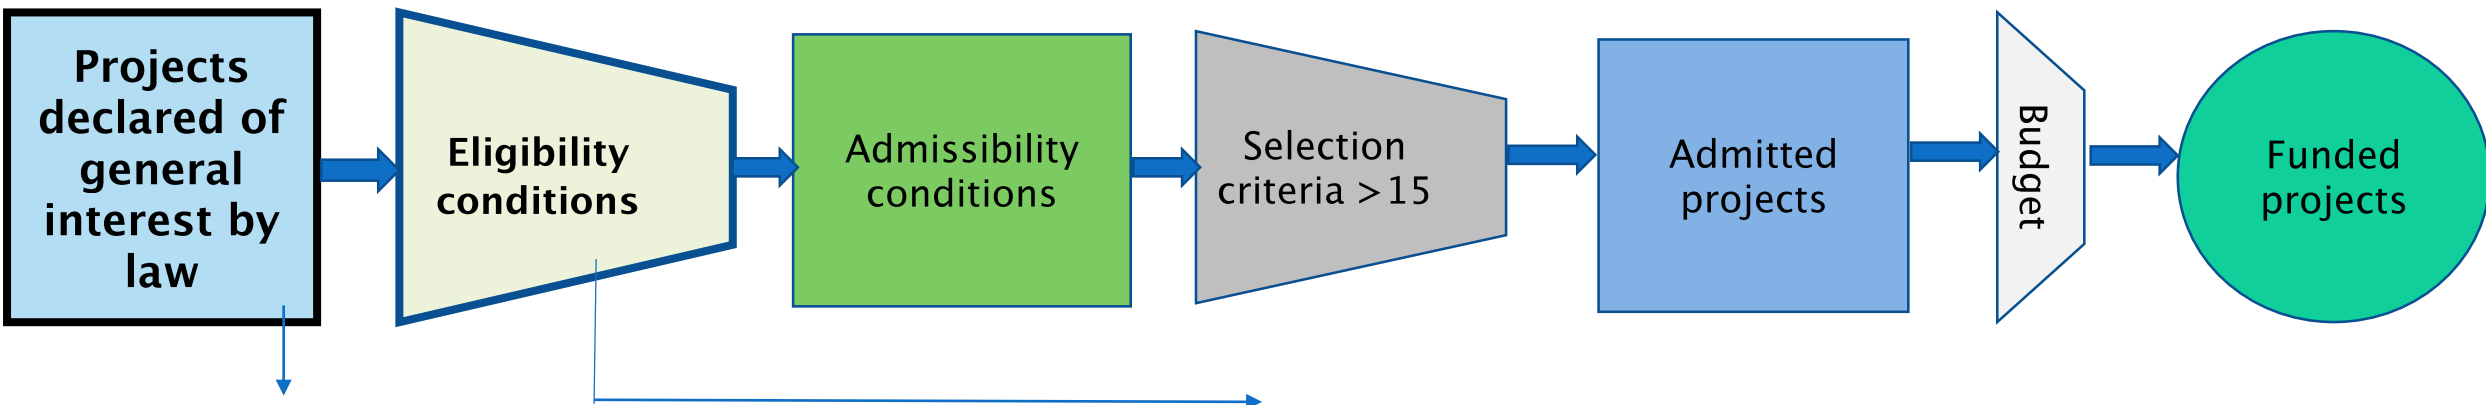 Projects
declared of
general
interest by
law
Eligibility
conditions
Admissibility
conditions
Selection
criteria >15
Admitted
projects
Budget
Funded
projects